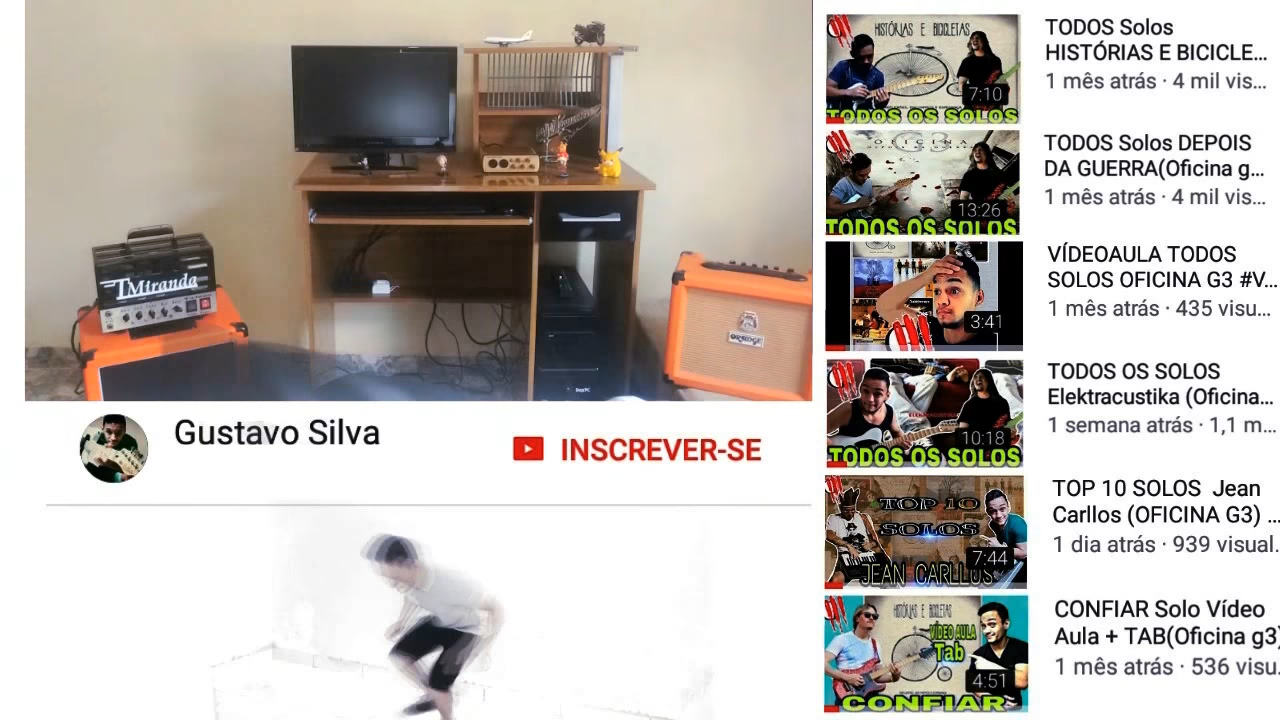 TMiranda
ORANGE
Gustavo Silva
INSCREVER-SE
HISTÓRIAS E BICICLETAS
7:10
TODOS OS SOLOS
TODOS Solos
HISTÓRIAS E BICICLE...
1 mês atrás · 4 mil vis...
OFICINA
13:26
TODOS OS SOLOS
TODOS Solos DEPOIS
DA GUERRA(Oficina g...
1 mês atrás · 4 mil vis...
3:41
VÍDEOAULA TODOS
SOLOS OFICINA G3 #V...
1 mês atrás · 435 visu...
ELEKTRACUSTIKA
10:18
TODOS OS SOLOS
TODOS OS SOLOS
Elektracustika (Oficina...
1 semana atrás · 1,1 m...
TOP 10
SOLOS
7:44
JEAN CARLLOS
TOP 10 SOLOS Jean
Carllos (OFICINA G3) ...
1 dia atrás · 939 visual.
HISTÓRIAS E BICICLETAS
VÍDEO AULA
Tab
4:51
CONFIAR
CONFIAR Solo Vídeo
Aula + TAB(Oficina g3)
1 mês atrás · 536 visu.